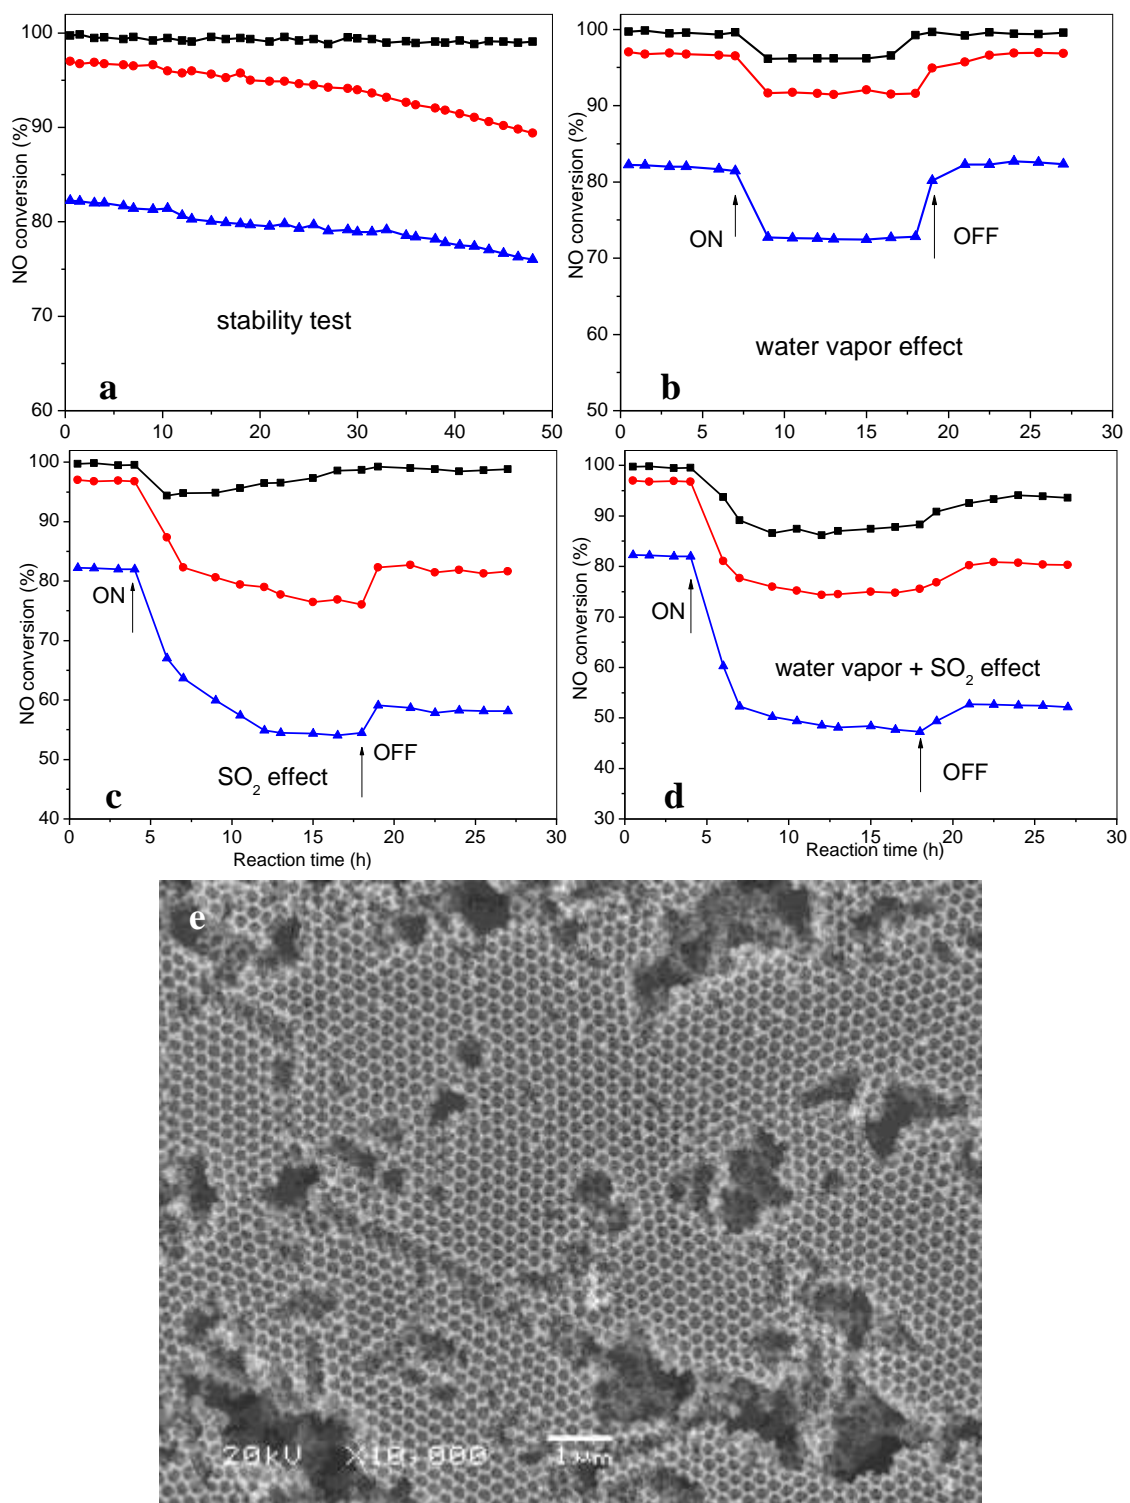 NO conversion (%)
100
90
80
70
60
0 10 20 30 40 50
stability test
a
NO conversion (%)
100
90
80
70
60
50
0 5 10 15 20 25 30
ON
OFF
water vapor effect
b
NO conversion (%)
100
90
80
70
60
50
40
0 5 10 15 20 25 30
Reaction time (h)
ON
OFF
SO₂ effect
c
NO conversion (%)
100
90
80
70
60
50
40
30
0 5 10 15 20 25 30
Reaction time (h)
ON
water vapor + SO₂ effect
OFF
d
e
20kV X10,000 1μm